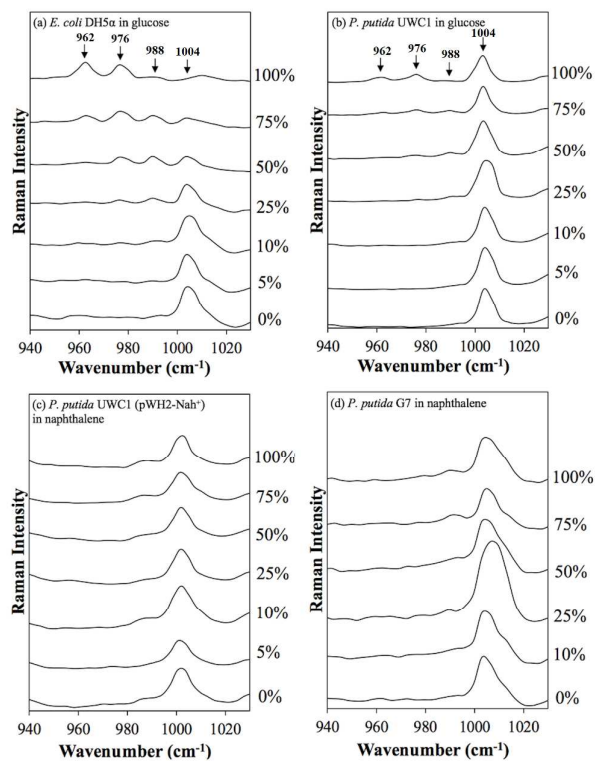 (a) E. coli DH5α in glucose
962 976 988 1004
100%
75%
50%
25%
10%
5%
0%
Raman Intensity
940 960 980 1000 1020
Wavenumber (cm-1)
(b) P. putida UWC1 in glucose
1004
962 976 988
100%
75%
50%
25%
10%
5%
0%
Raman Intensity
940 960 980 1000 1020
Wavenumber (cm-1)
(c) P. putida UWC1 (pWH2-Nah+)
in naphthalene
100%
75%
50%
25%
10%
5%
0%
Raman Intensity
940 960 980 1000 1020
Wavenumber (cm-1)
(d) P. putida G7 in naphthalene
100%
75%
50%
25%
10%
0%
Raman Intensity
940 960 980 1000 1020
Wavenumber (cm-1)